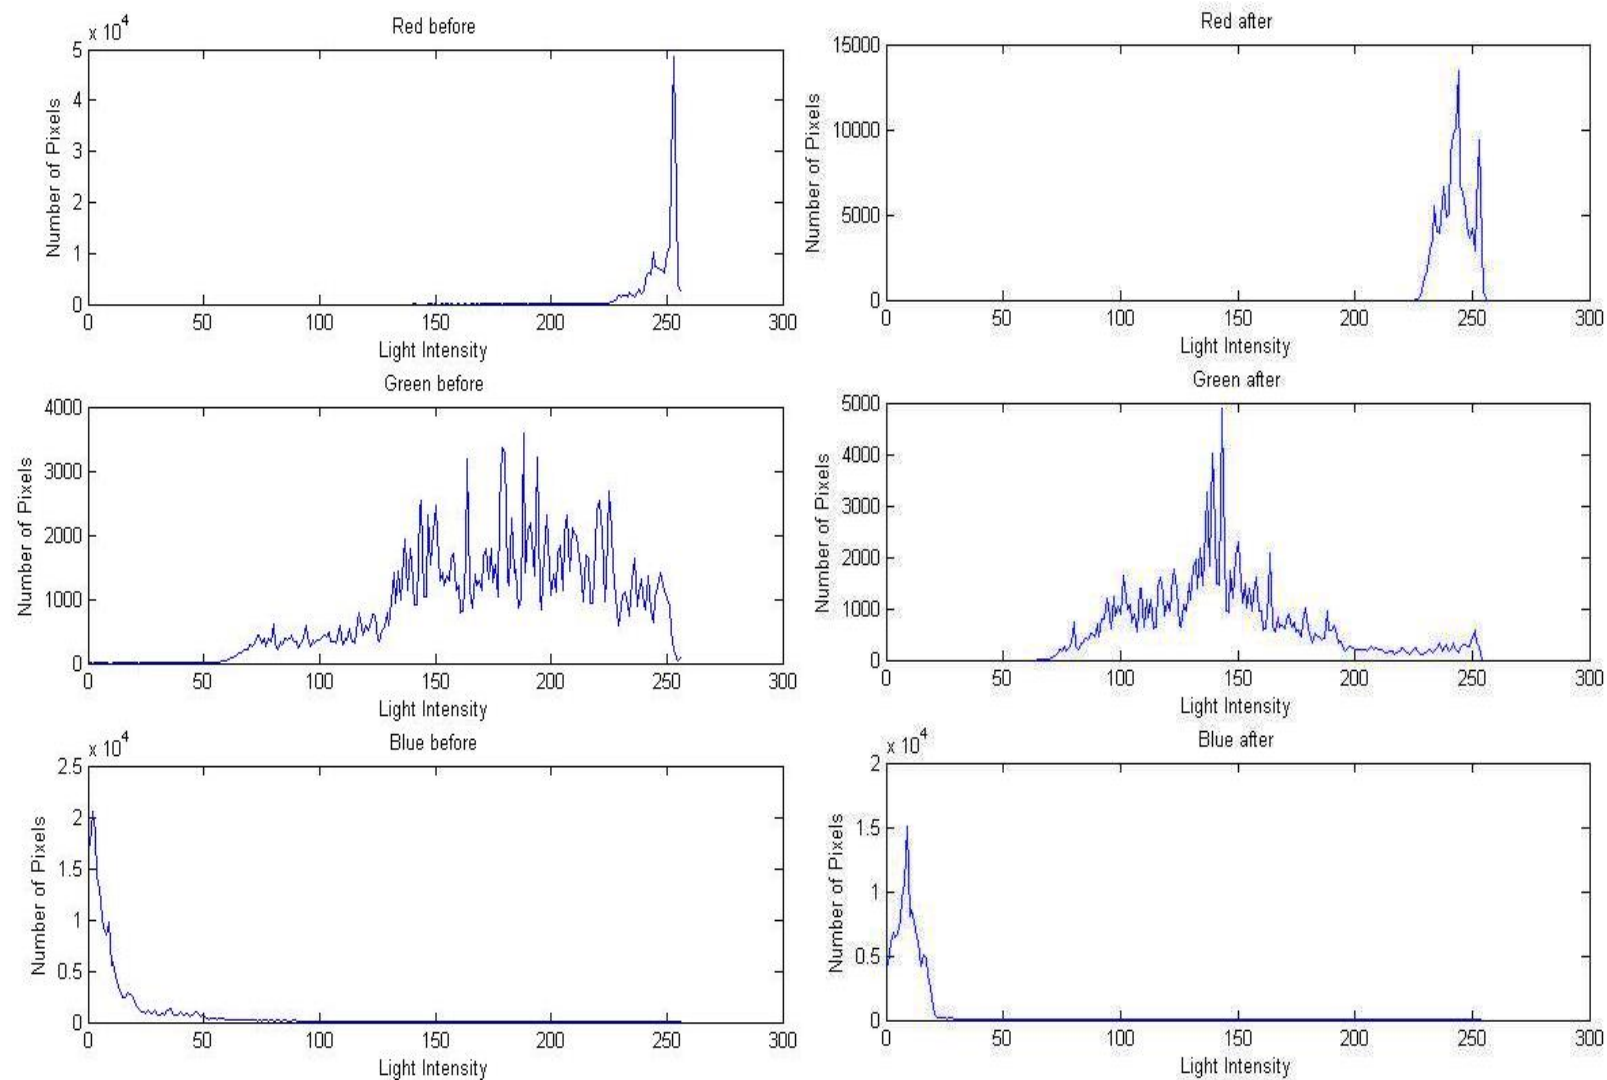 Red before
x 10^4
5
4
3
2
1
0
0 50 100 150 200 250 300
Number of Pixels
Light Intensity
Red after
15000
10000
5000
0
0 50 100 150 200 250 300
Number of Pixels
Light Intensity
Green before
4000
3000
2000
1000
0
0 50 100 150 200 250 300
Number of Pixels
Light Intensity
Green after
5000
4000
3000
2000
1000
0
0 50 100 150 200 250 300
Number of Pixels
Light Intensity
Blue before
x 10^4
2.5
2
1.5
1
0.5
0
0 50 100 150 200 250 300
Number of Pixels
Light Intensity
Blue after
x 10^4
2
1.5
1
0.5
0
0 50 100 150 200 250 300
Number of Pixels
Light Intensity